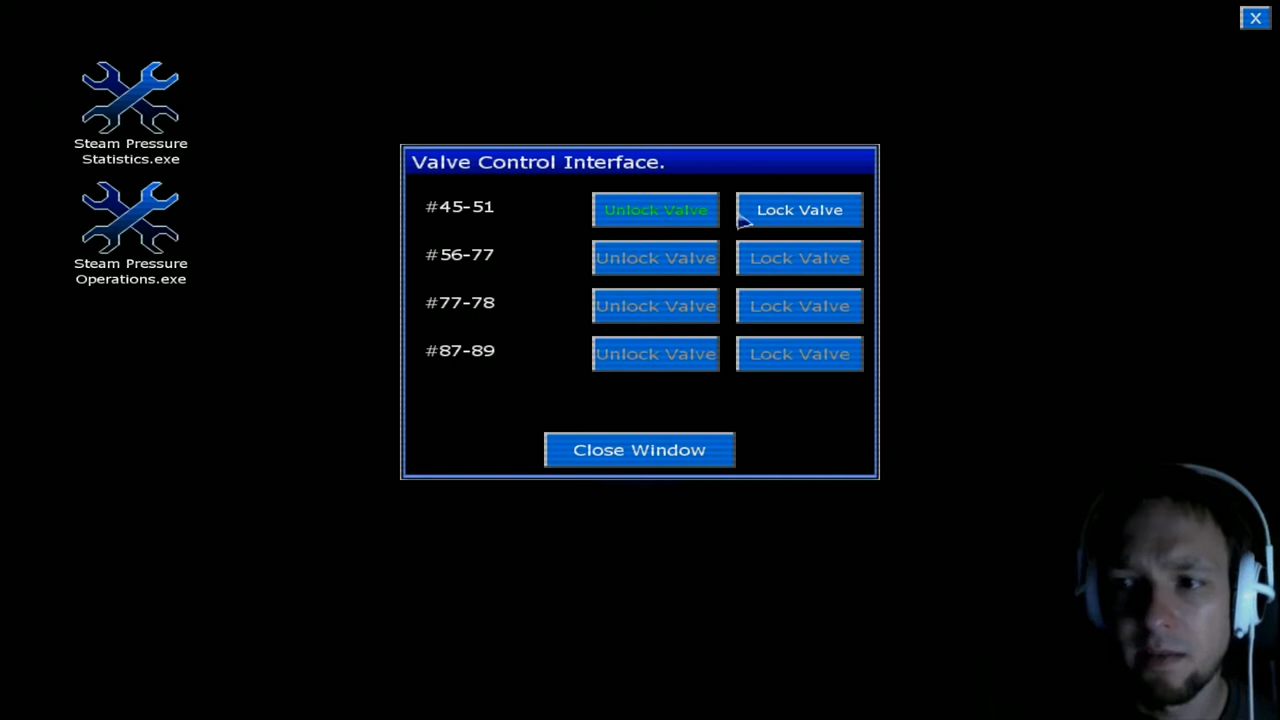 X
Steam Pressure
Statistics.exe
Steam Pressure
Operations.exe
Valve Control Interface.
#45-51 Unlock Valve Lock Valve
#56-77 Unlock Valve Lock Valve
#77-78 Unlock Valve Lock Valve
#87-89 Unlock Valve Lock Valve
Close Window